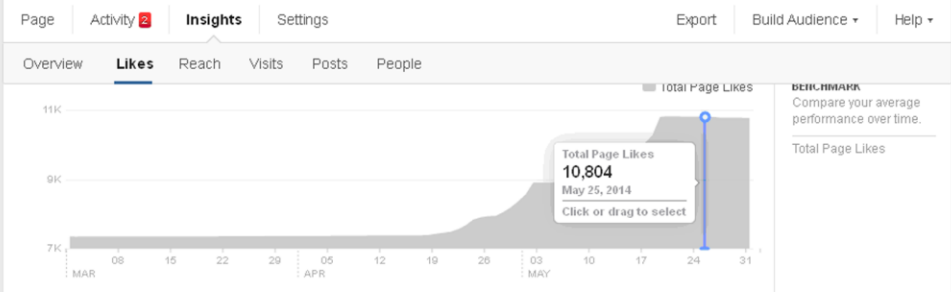 Page Activity 2 Insights Settings Export Build Audience Help
Overview Likes Reach Visits Posts People
Total Page Likes
BENCHMARK
Compare your average
performance over time.
Total Page Likes
11K
9K
7K
Total Page Likes
10,804
May 25, 2014
Click or drag to select
08 15 22 29 05 12 19 26 03 10 17 24 31
MAR APR MAY